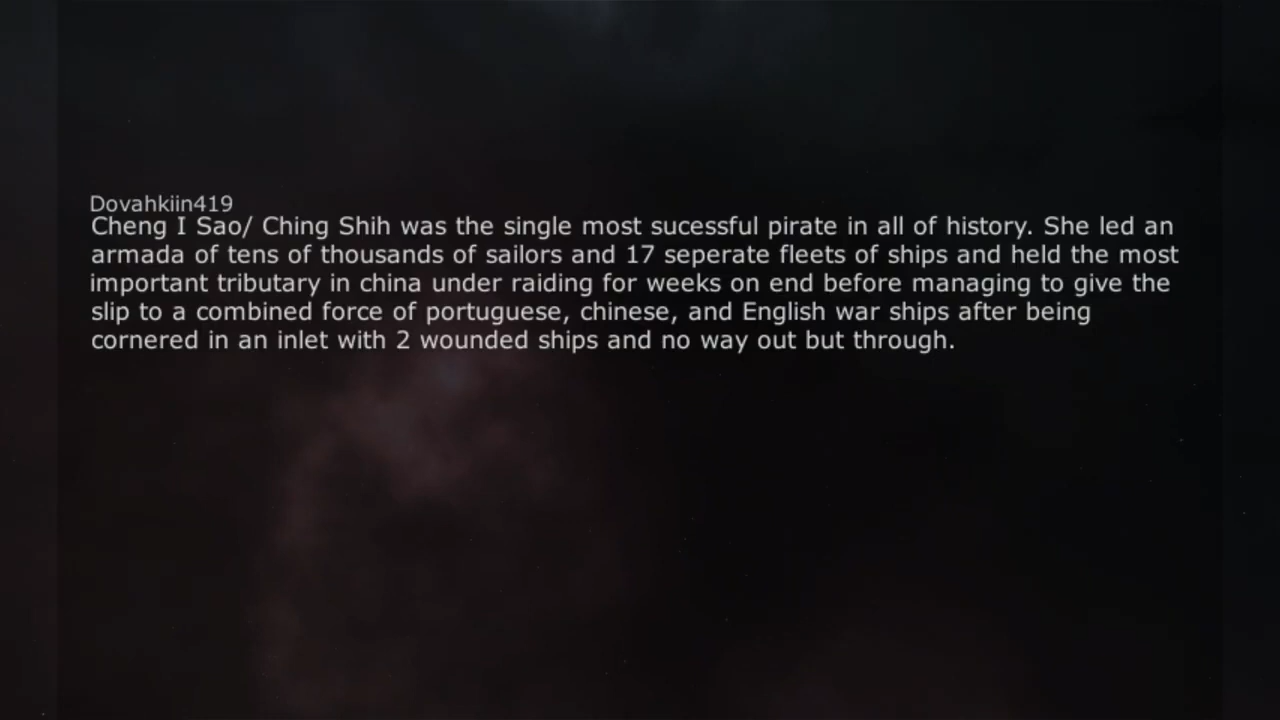 Dovahkiin419
Cheng I Sao/ Ching Shih was the single most sucessful pirate in all of history. She led an
armada of tens of thousands of sailors and 17 seperate fleets of ships and held the most
important tributary in china under raiding for weeks on end before managing to give the
slip to a combined force of portuguese, chinese, and English war ships after being
cornered in an inlet with 2 wounded ships and no way out but through.